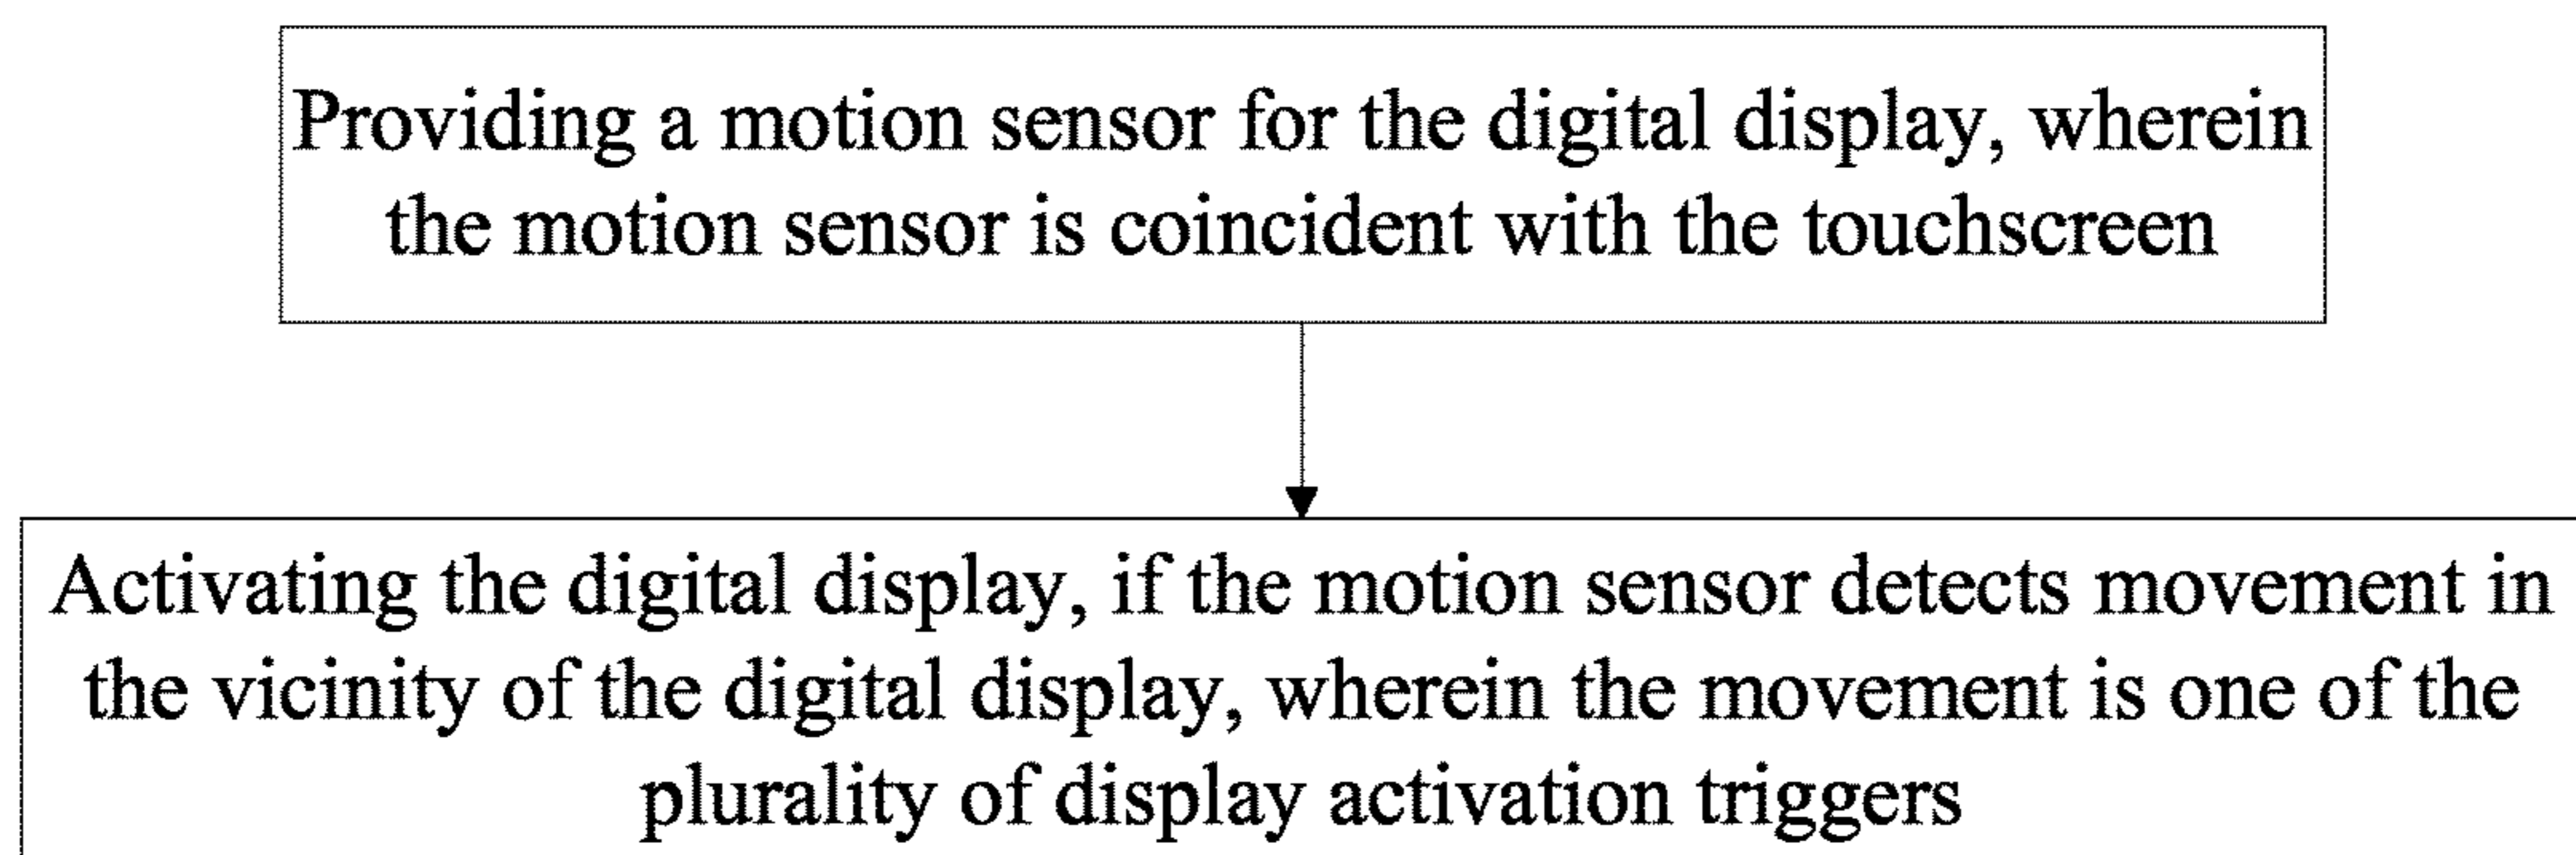 Providing a motion sensor for the digital display, wherein
the motion sensor is coincident with the touchscreen
Activating the digital display, if the motion sensor detects movement in
the vicinity of the digital display, wherein the movement is one of the
plurality of display activation triggers